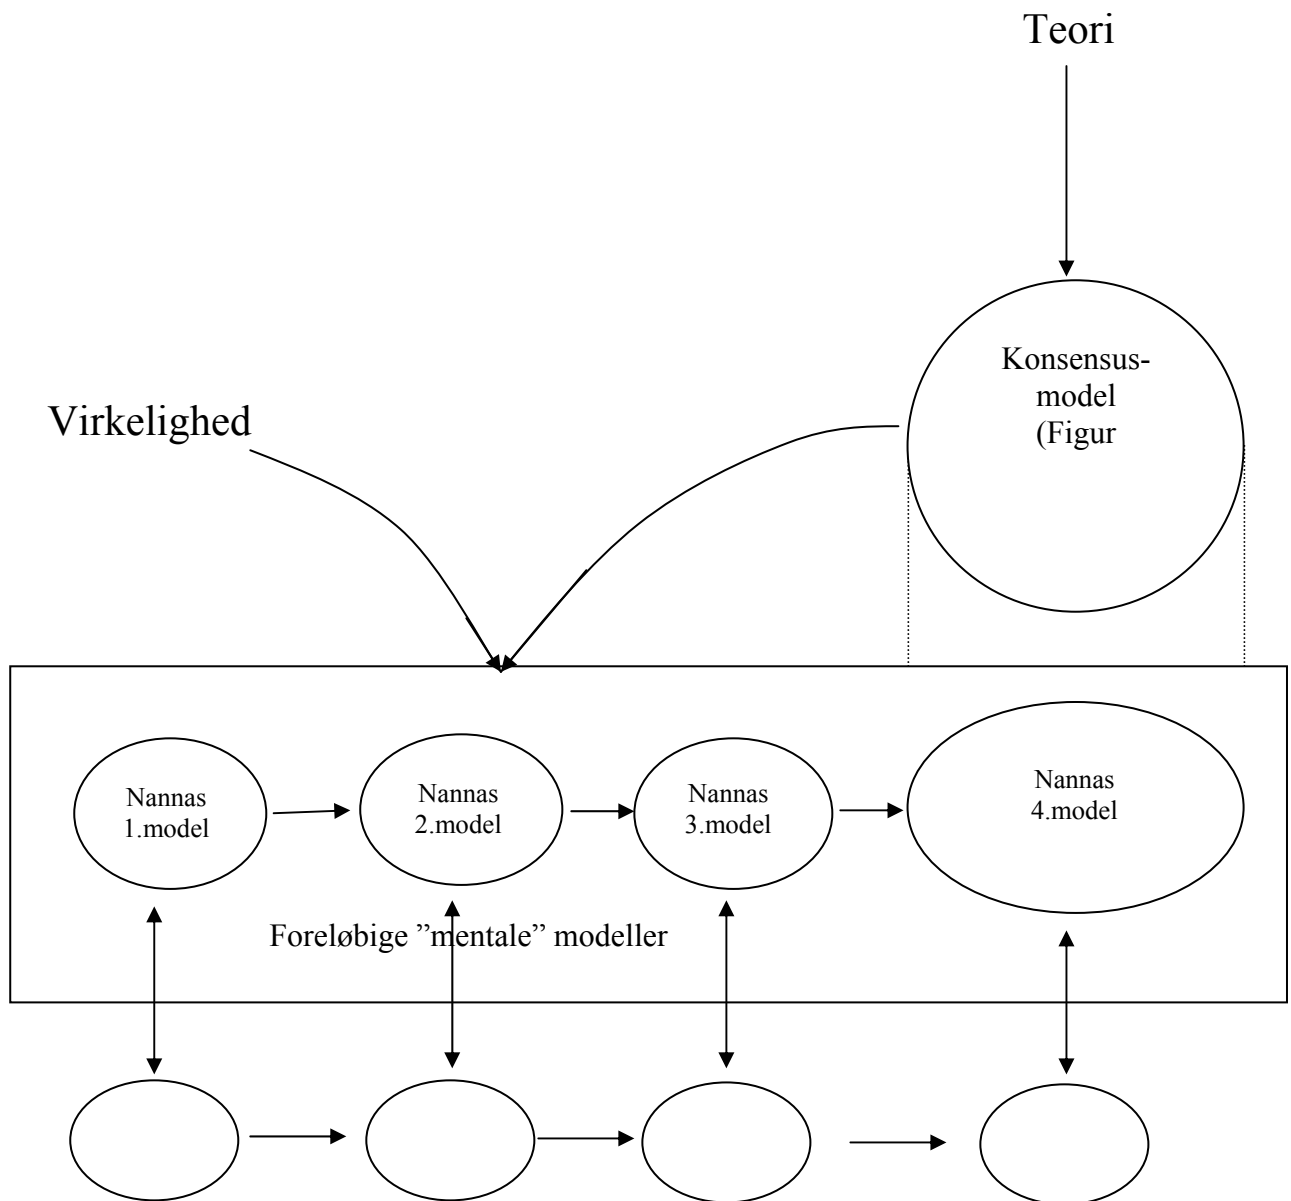 Teori
Konsensus-
model
(Figur
Virkelighed
Nannas
1.model
Nannas
2.model
Nannas
3.model
Nannas
4.model
Foreløbige ”mentale” modeller